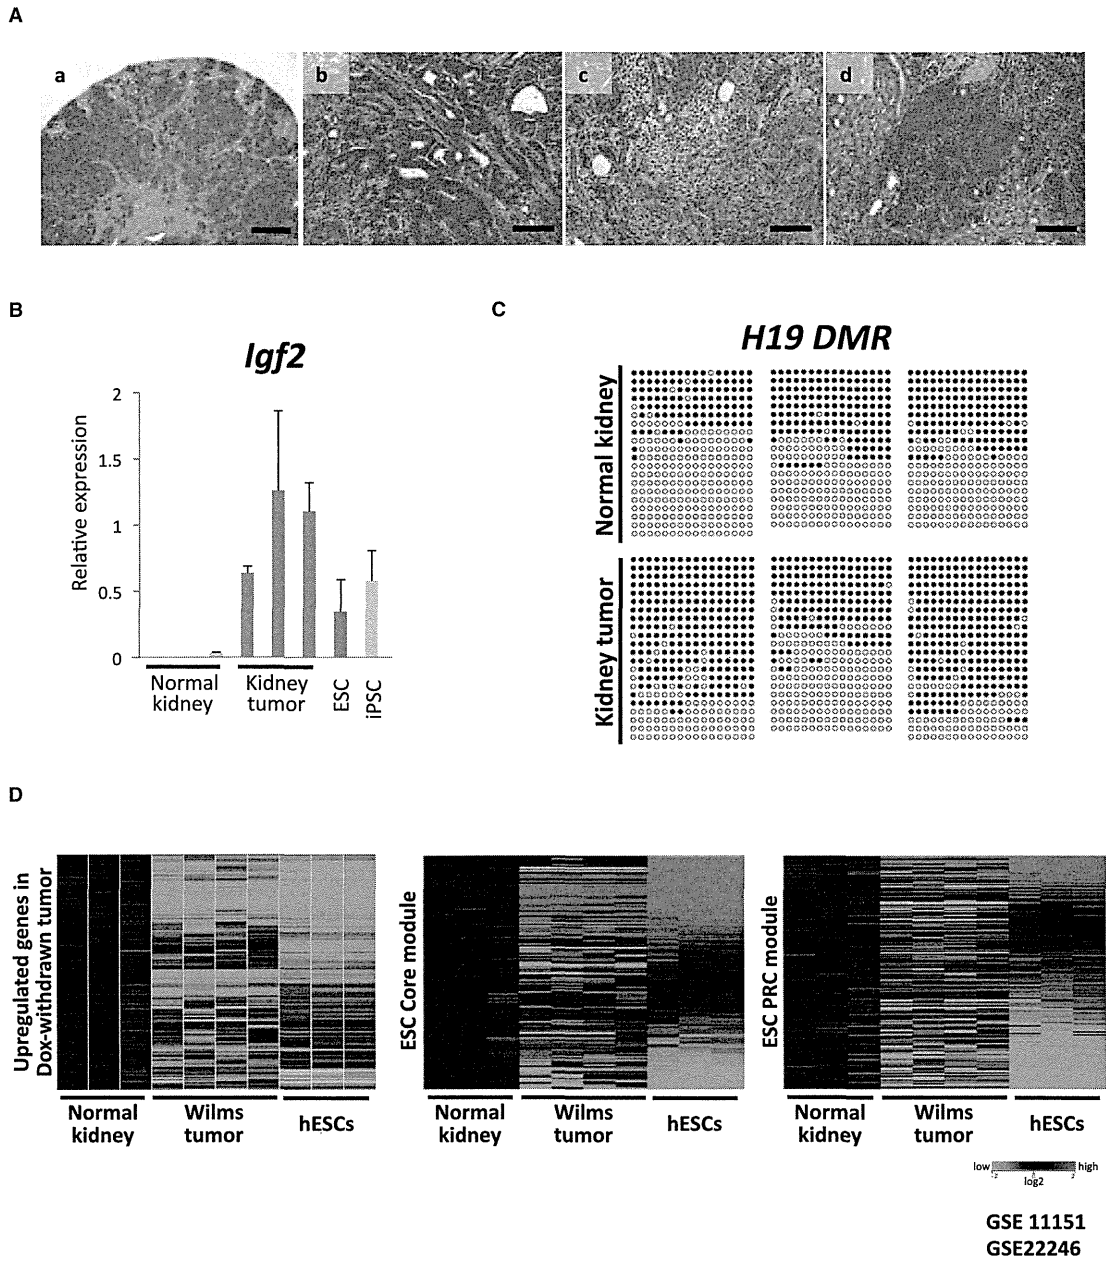 A
a
b
c
d
B
Igf2
Relative expression
2
1.5
1
0.5
0
Normal
kidney
Kidney
tumor
ESC
iPSC
C
H19 DMR
Normal kidney
Kidney tumor
D
Upregulated genes in
Dox-withdrawn tumor
Normal
kidney
Wilms
tumor
hESCs
ESC Core module
Normal
kidney
Wilms
tumor
hESCs
ESC PRC module
Normal
kidney
Wilms
tumor
hESCs
low
high
log2
GSE 11151
GSE22246